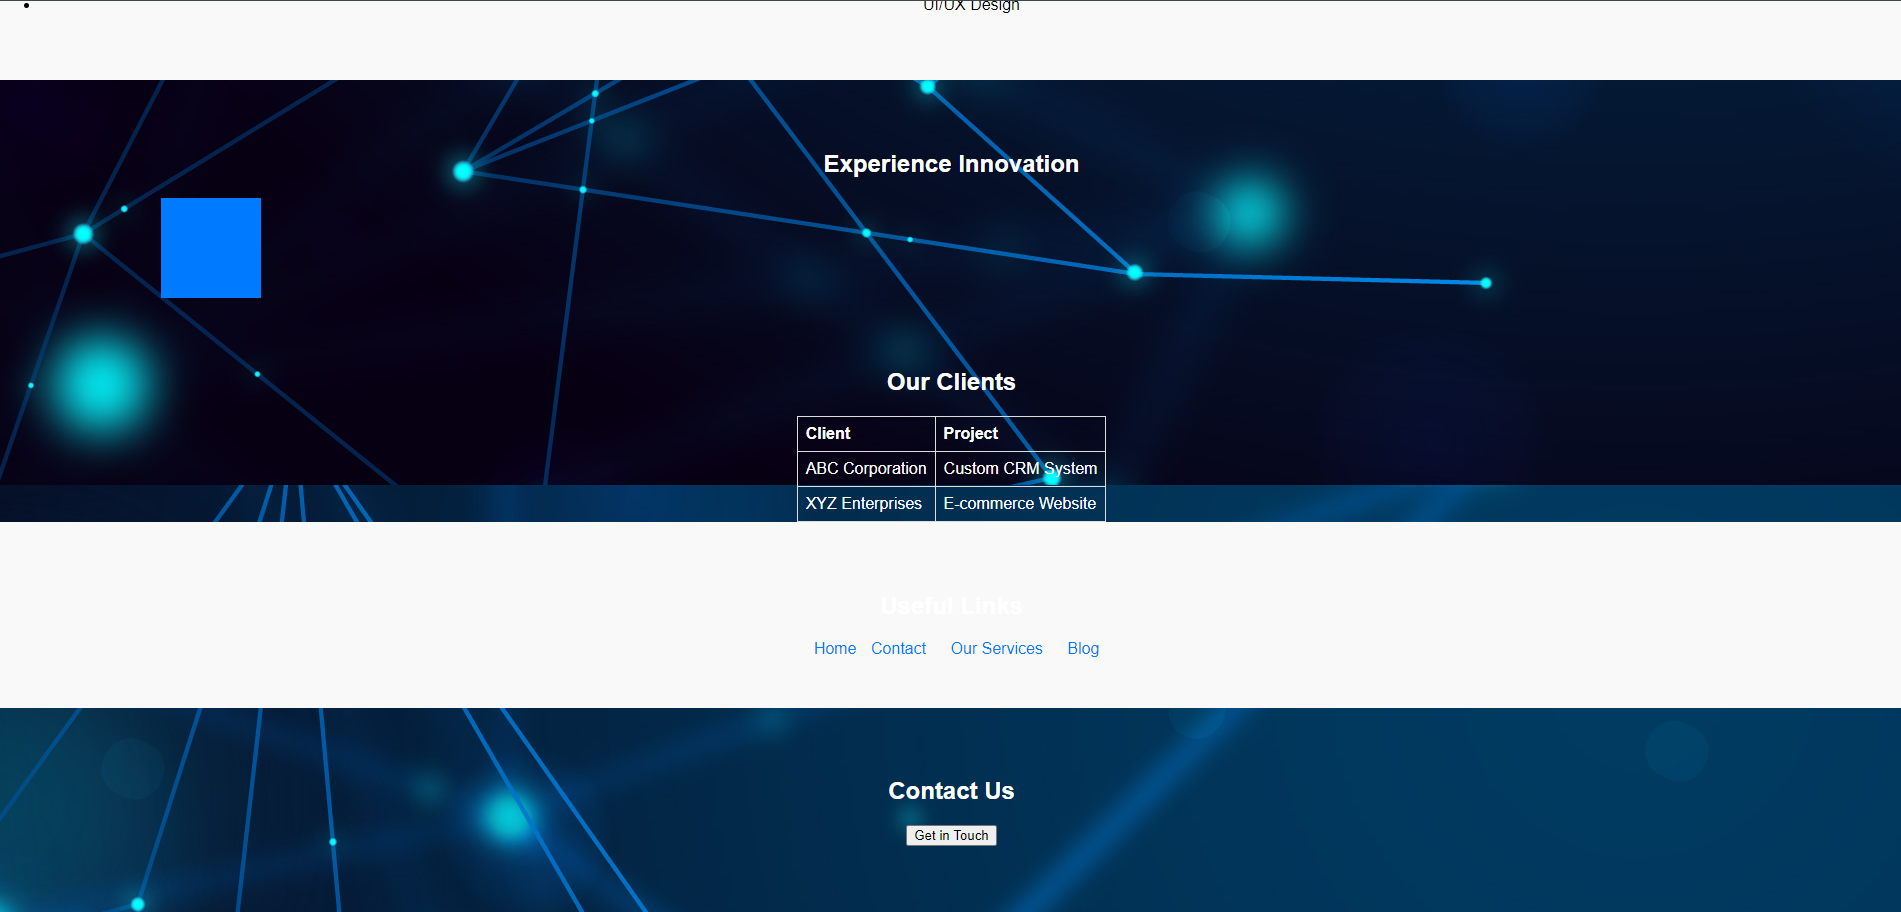 UI/UX Design
Experience Innovation
Our Clients
Client Project
ABC Corporation Custom CRM System
XYZ Enterprises E-commerce Website
Useful Links
Home Contact Our Services Blog
Contact Us
Get in Touch